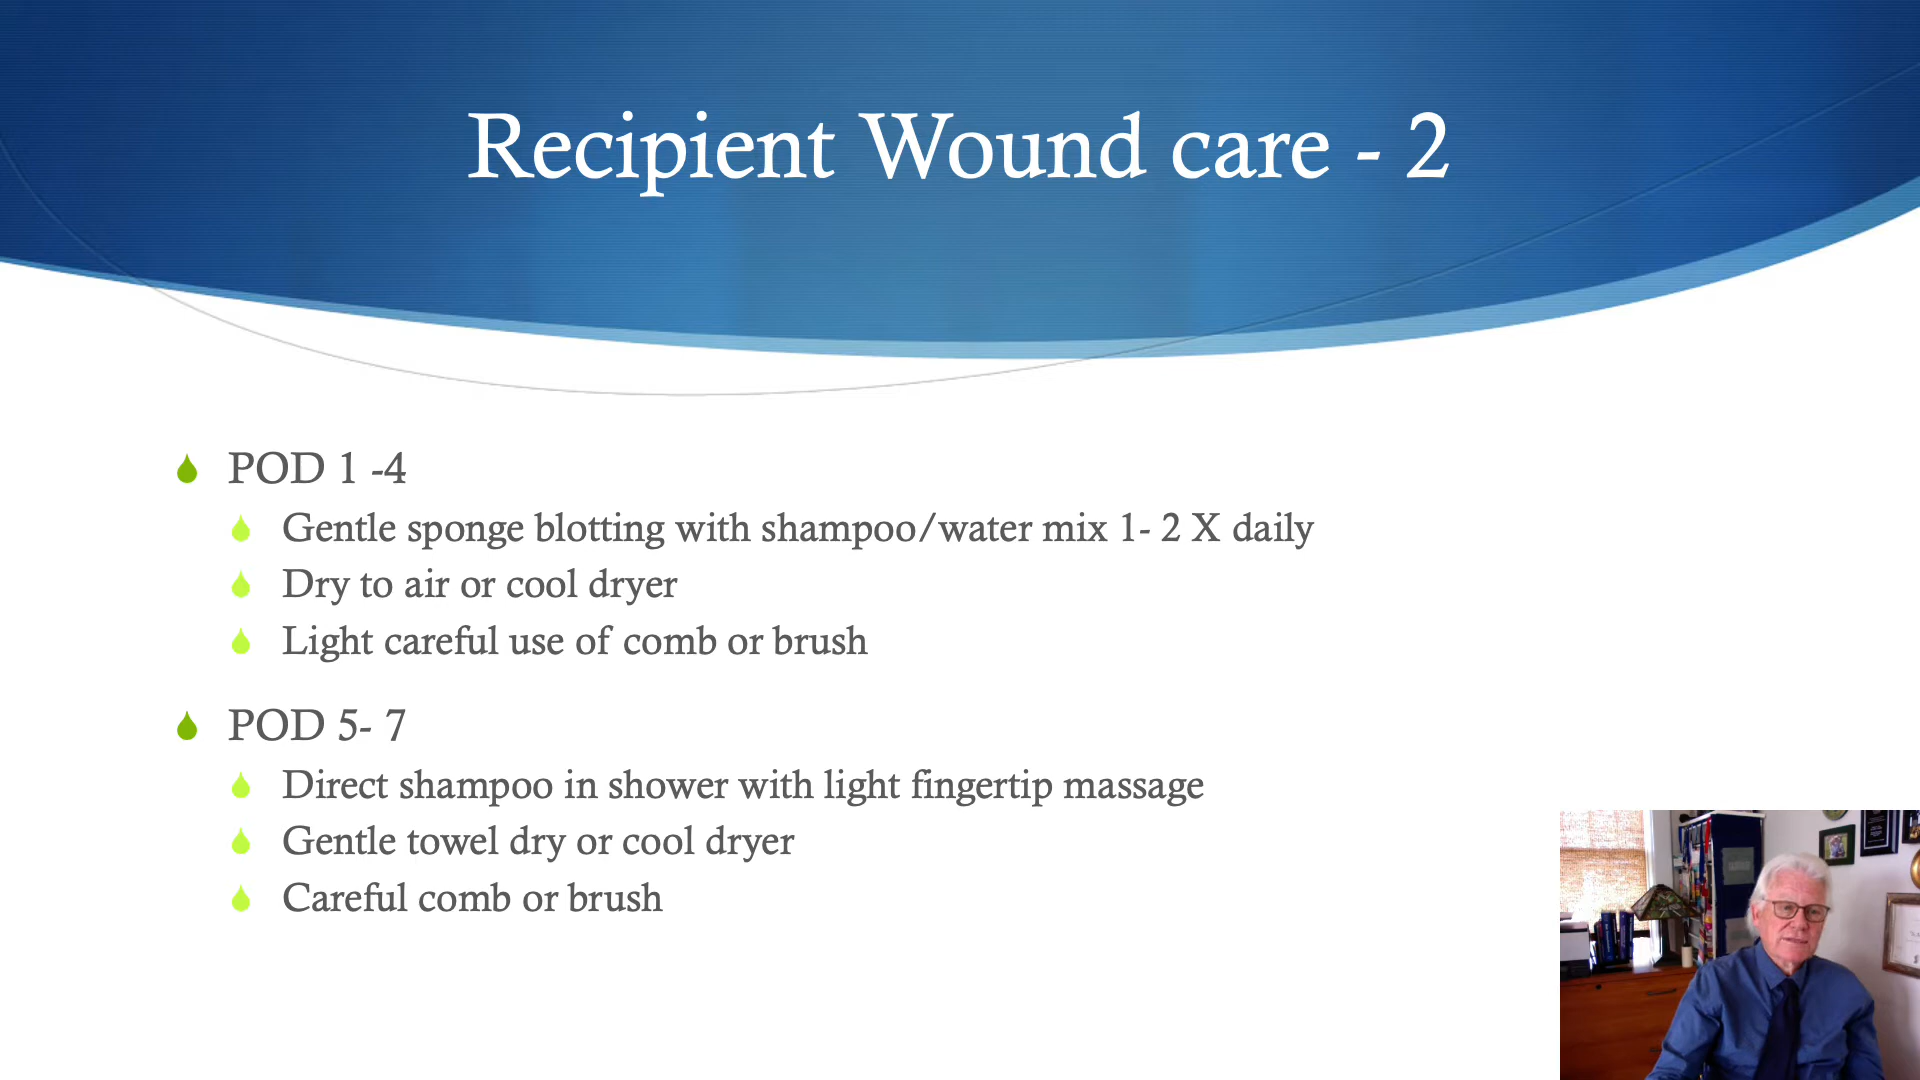 Recipient Wound care - 2
POD 1 -4
Gentle sponge blotting with shampoo/water mix 1- 2 X daily
Dry to air or cool dryer
Light careful use of comb or brush
POD 5- 7
Direct shampoo in shower with light fingertip massage
Gentle towel dry or cool dryer
Careful comb or brush